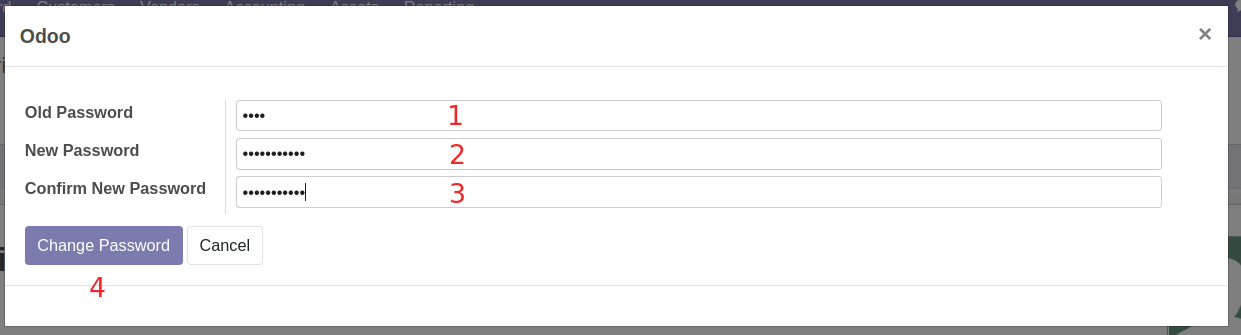 Customers Vendors Accounting Assets Reporting
Odoo ×
Old Password •••• 1
New Password ••••••••••• 2
Confirm New Password ••••••••••• 3
Change Password Cancel
4